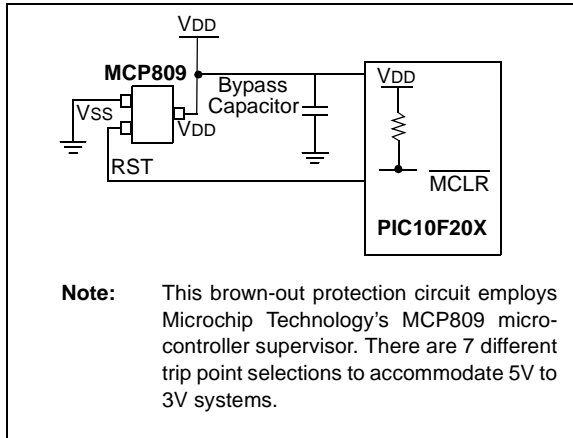 VDD
MCP809
Bypass
Capacitor
VDD
VSS
VDD
RST
MCLR
PIC10F20X
Note: This brown-out protection circuit employs
Microchip Technology’s MCP809 micro-
controller supervisor. There are 7 different
trip point selections to accommodate 5V to
3V systems.